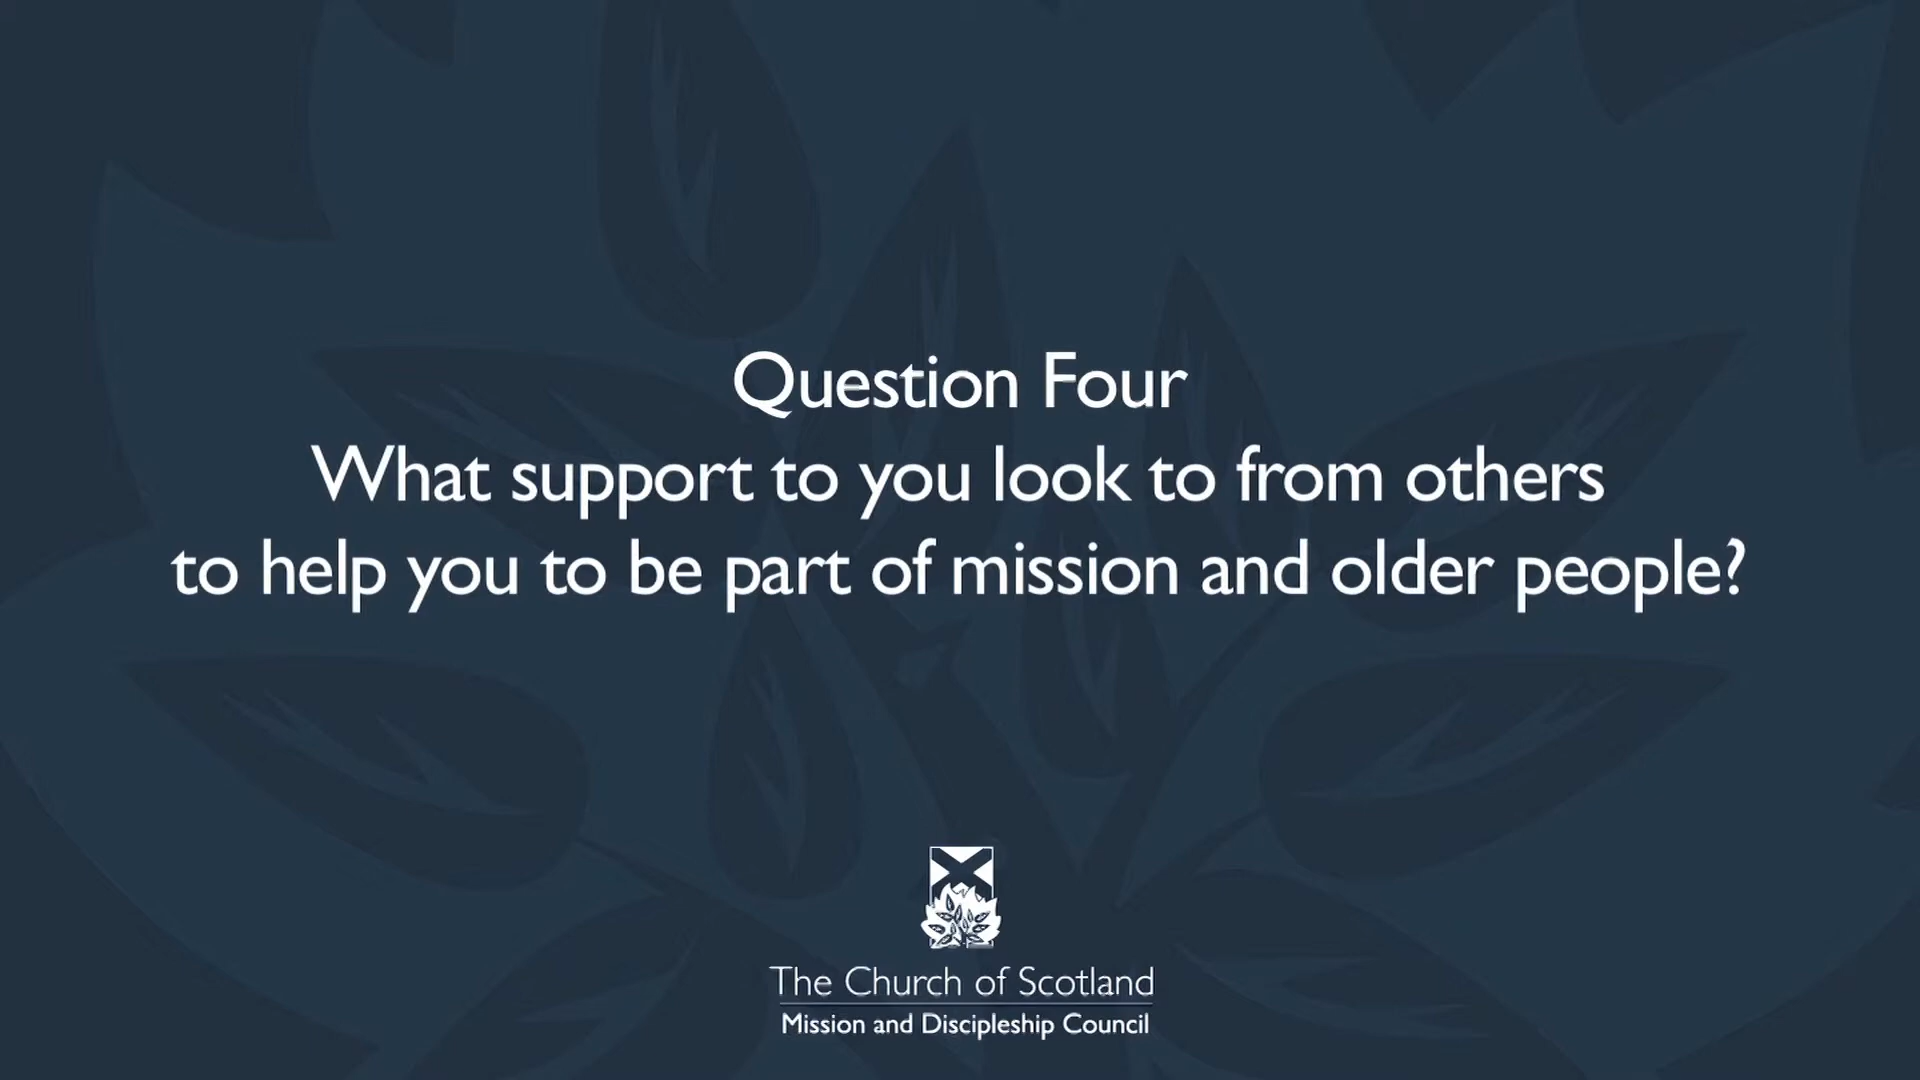 Question Four
What support to you look to from others
to help you to be part of mission and older people?
The Church of Scotland
Mission and Discipleship Council